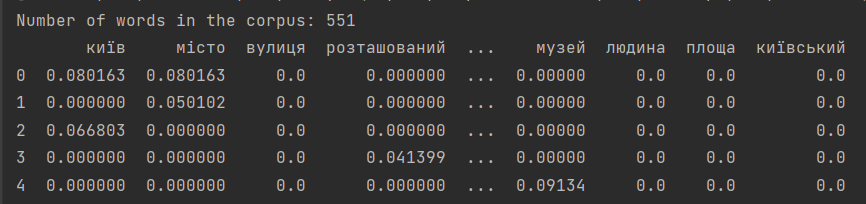 Number of words in the corpus: 551
київ місто вулиця розташований ... музей людина площа київський
0 0.080163 0.080163 0.0 0.000000 ... 0.00000 0.0 0.0 0.0
1 0.000000 0.050102 0.0 0.000000 ... 0.00000 0.0 0.0 0.0
2 0.066803 0.000000 0.0 0.000000 ... 0.00000 0.0 0.0 0.0
3 0.000000 0.000000 0.0 0.041399 ... 0.00000 0.0 0.0 0.0
4 0.000000 0.000000 0.0 0.000000 ... 0.09134 0.0 0.0 0.0